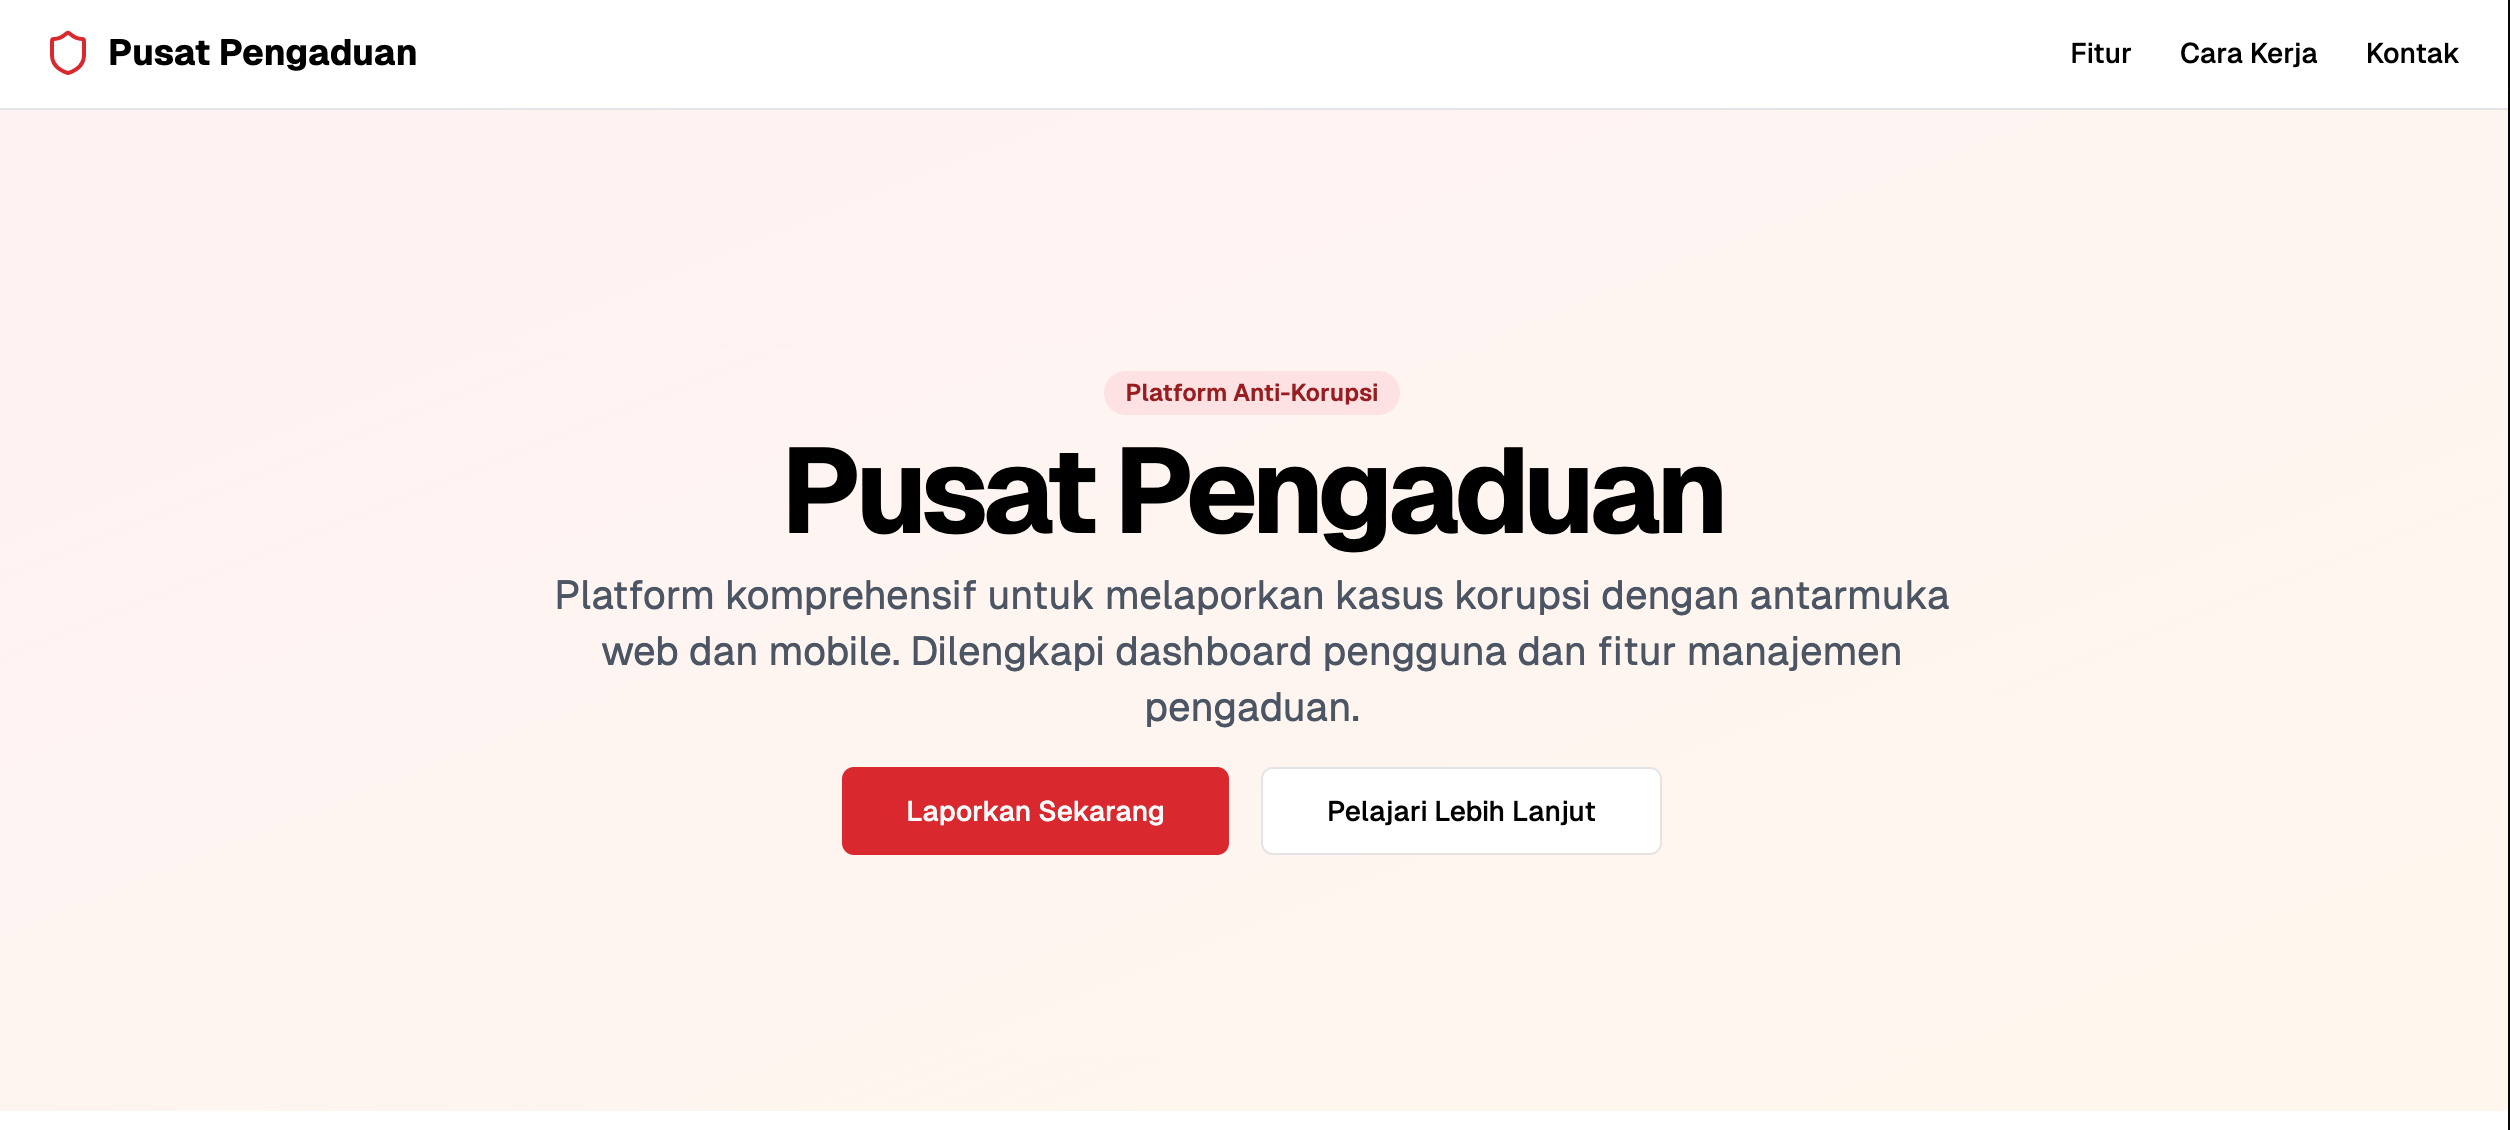 Pusat Pengaduan
Fitur
Cara Kerja
Kontak
Platform Anti-Korupsi
Pusat Pengaduan
Platform komprehensif untuk melaporkan kasus korupsi dengan antarmuka
web dan mobile. Dilengkapi dashboard pengguna dan fitur manajemen
pengaduan.
Laporkan Sekarang
Pelajari Lebih Lanjut